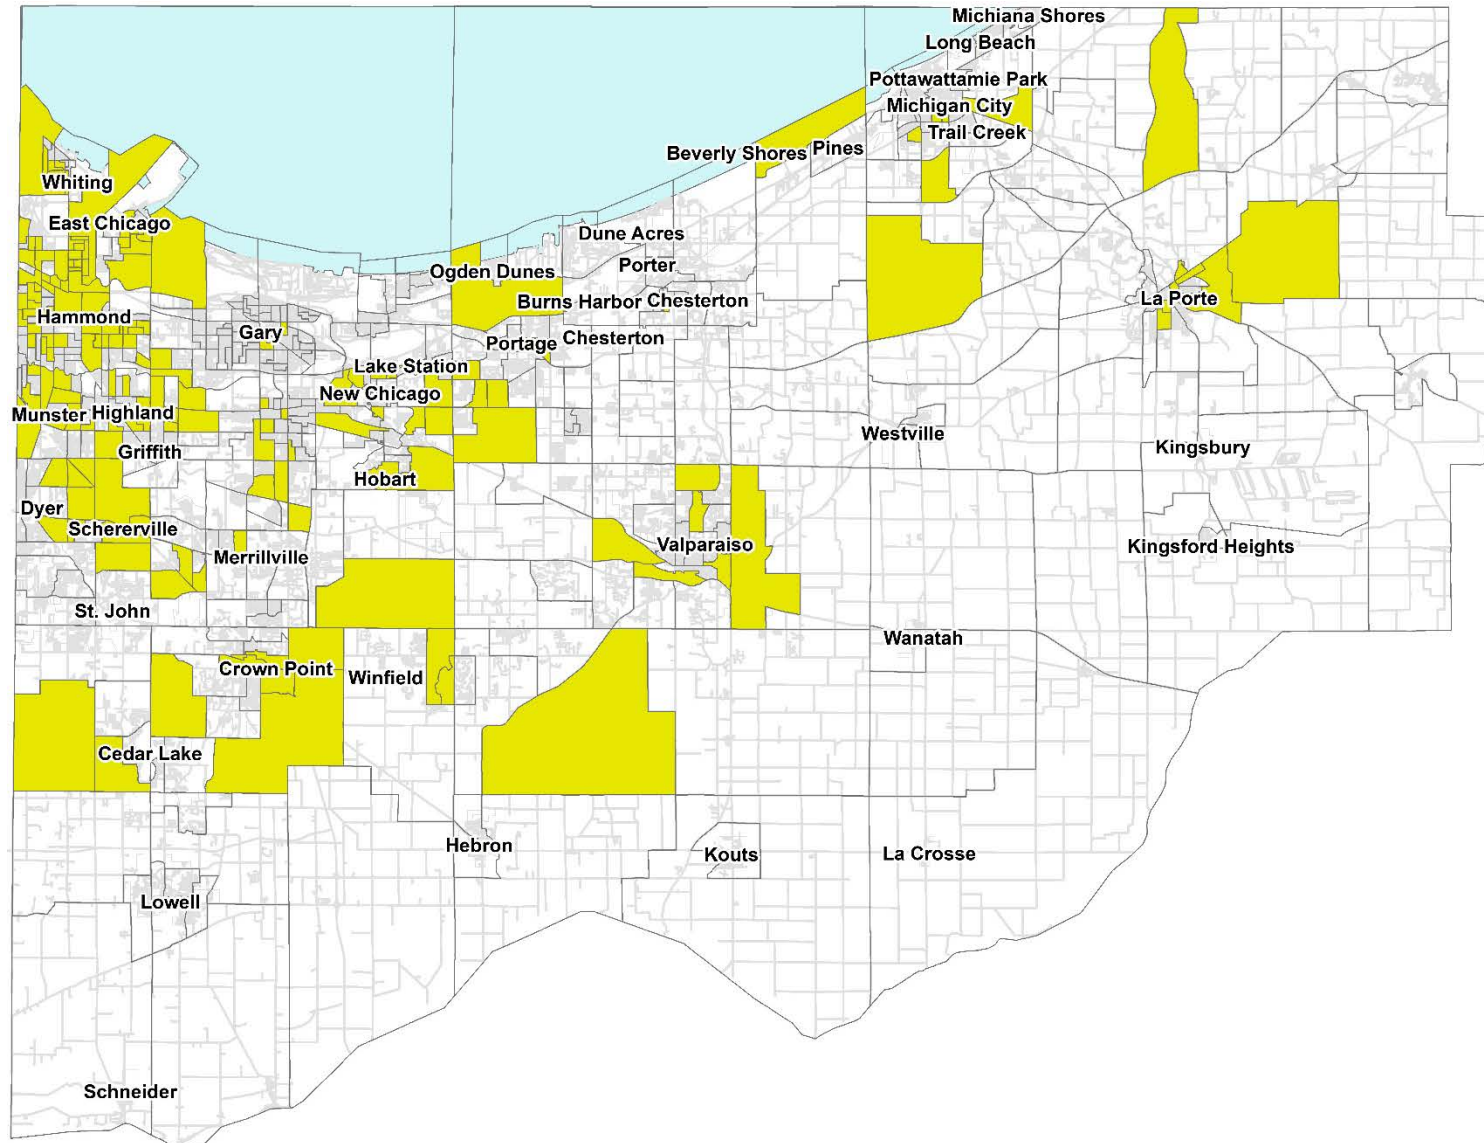 Michiana Shores
Long Beach
Pottawattamie Park
Michigan City
Trail Creek
Beverly Shores
Pines
Whiting
East Chicago
Dune Acres
Ogden Dunes
Porter
Burns Harbor
Chesterton
La Porte
Hammond
Gary
Portage
Chesterton
Lake Station
New Chicago
Munster
Highland
Westville
Griffith
Kingsbury
Hobart
Dyer
Schererville
Valparaiso
Kingsford Heights
Merrillville
St. John
Wanatah
Crown Point
Winfield
Cedar Lake
Hebron
Kouts
La Crosse
Lowell
Schneider